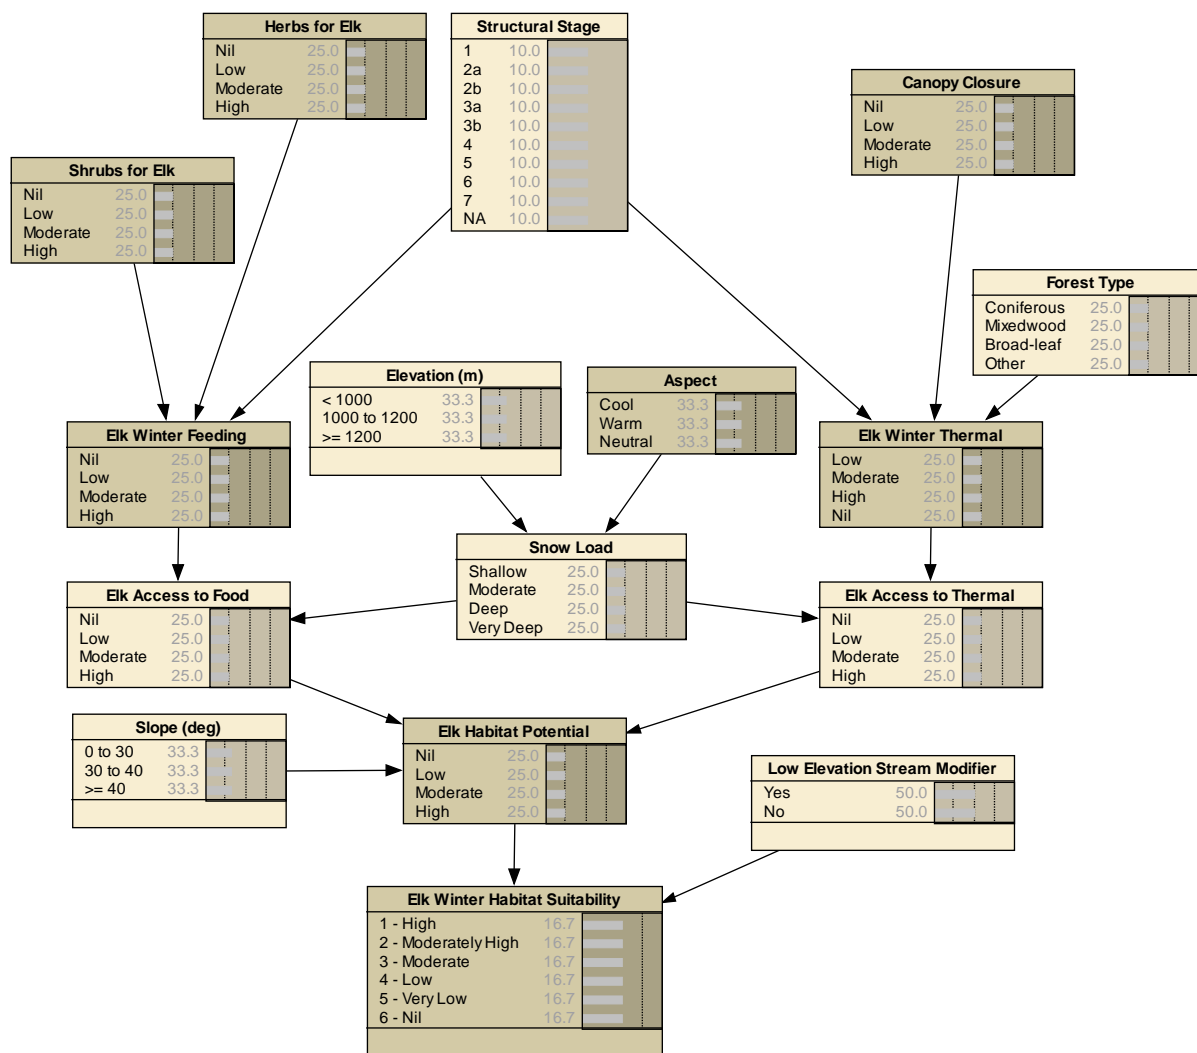 Herbs for Elk
Nil 25.0
Low 25.0
Moderate 25.0
High 25.0
Structural Stage
1 10.0
2a 10.0
2b 10.0
3a 10.0
3b 10.0
4 10.0
5 10.0
6 10.0
7 10.0
NA 10.0
Canopy Closure
Nil 25.0
Low 25.0
Moderate 25.0
High 25.0
Shrubs for Elk
Nil 25.0
Low 25.0
Moderate 25.0
High 25.0
Forest Type
Coniferous 25.0
Mixedwood 25.0
Broad-leaf 25.0
Other 25.0
Elevation (m)
< 1000 33.3
1000 to 1200 33.3
>= 1200 33.3
Aspect
Cool 33.3
Warm 33.3
Neutral 33.3
Elk Winter Feeding
Nil 25.0
Low 25.0
Moderate 25.0
High 25.0
Elk Winter Thermal
Low 25.0
Moderate 25.0
High 25.0
Nil 25.0
Snow Load
Shallow 25.0
Moderate 25.0
Deep 25.0
Very Deep 25.0
Elk Access to Food
Nil 25.0
Low 25.0
Moderate 25.0
High 25.0
Elk Access to Thermal
Nil 25.0
Low 25.0
Moderate 25.0
High 25.0
Slope (deg)
0 to 30 33.3
30 to 40 33.3
>= 40 33.3
Elk Habitat Potential
Nil 25.0
Low 25.0
Moderate 25.0
High 25.0
Low Elevation Stream Modifier
Yes 50.0
No 50.0
Elk Winter Habitat Suitability
1 - High 16.7
2 - Moderately High 16.7
3 - Moderate 16.7
4 - Low 16.7
5 - Very Low 16.7
6 - Nil 16.7